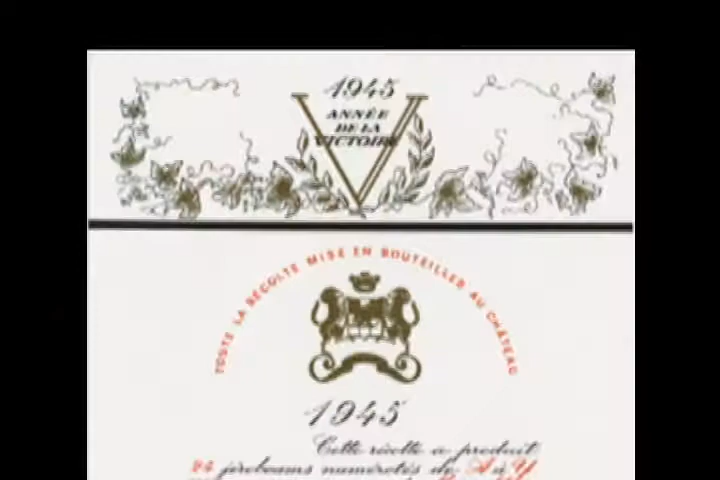 1945
ANNÉE
DE LA
VICTOIRE
TOUTE LA RÉCOLTE MISE EN BOUTEILLES AU CHÂTEAU
1945
Cette récolte a produit
24 jéroboams numérotés de A à Y